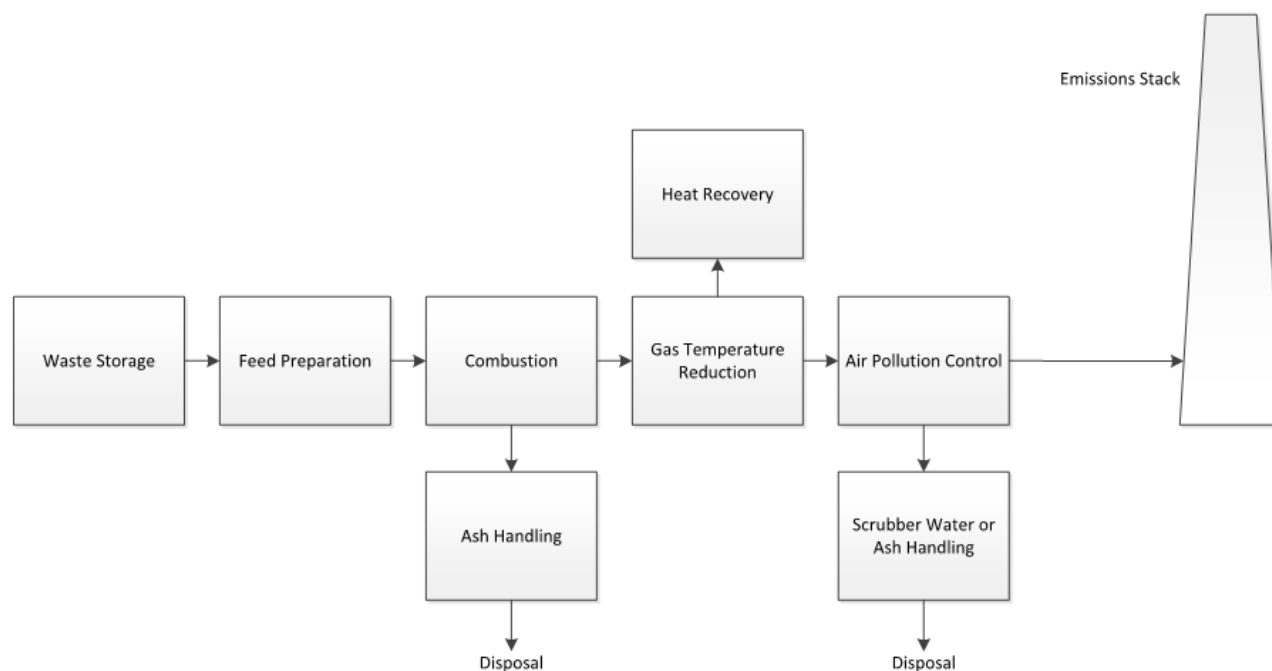 Emissions Stack
Heat Recovery
Waste Storage
Feed Preparation
Combustion
Gas Temperature
Reduction
Air Pollution Control
Ash Handling
Scrubber Water or
Ash Handling
Disposal
Disposal